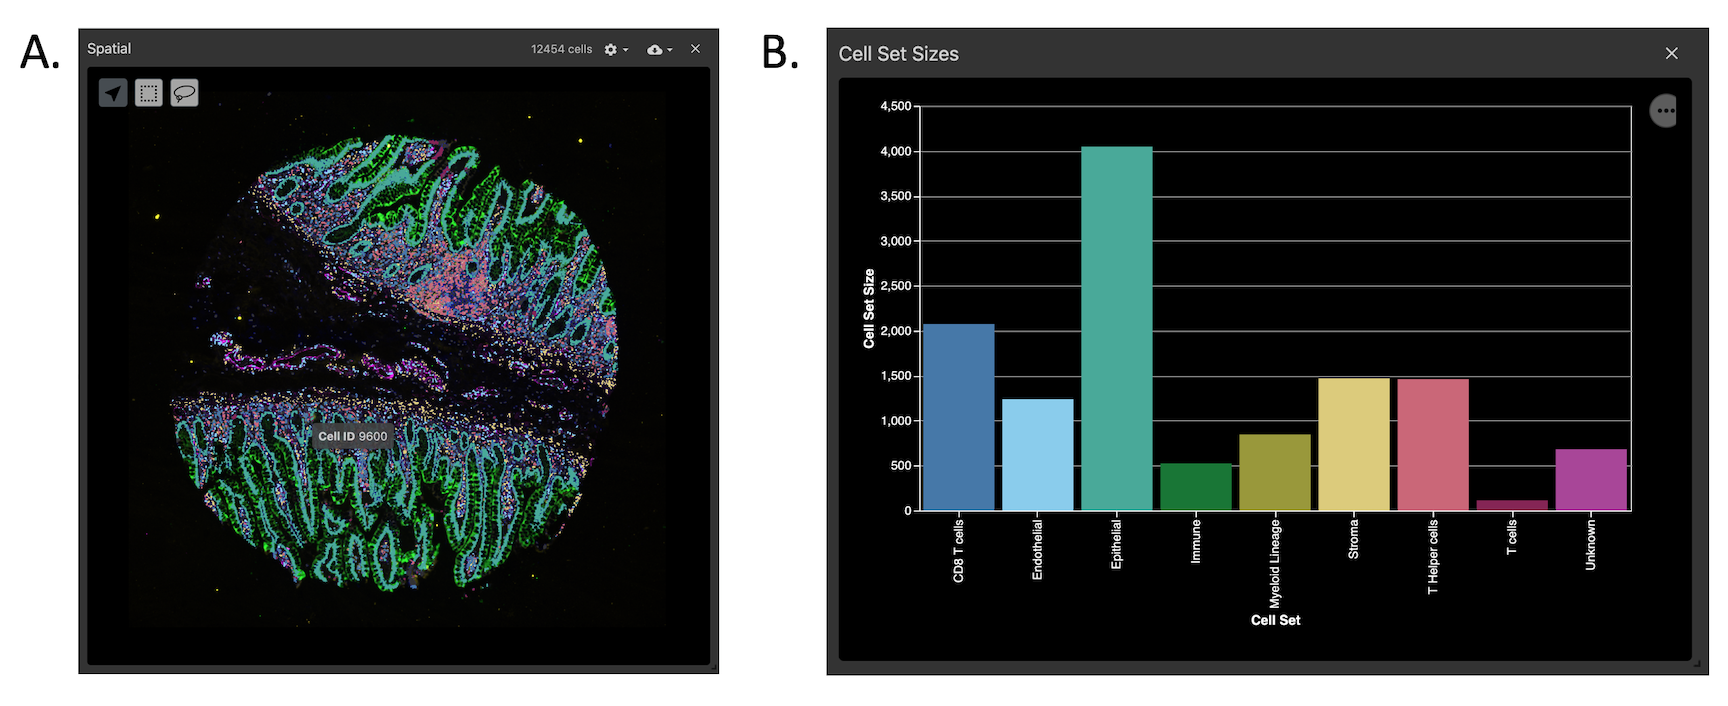 A.
Spatial
12454 cells
Cell ID 9600
B.
Cell Set Sizes
4,500
4,000
3,500
3,000
2,500
2,000
1,500
1,000
500
0
Cell Set Size
CD8 T cells
Endothelial
Epithelial
Immune
Myeloid Lineage
Stroma
T Helper cells
T cells
Unknown
Cell Set